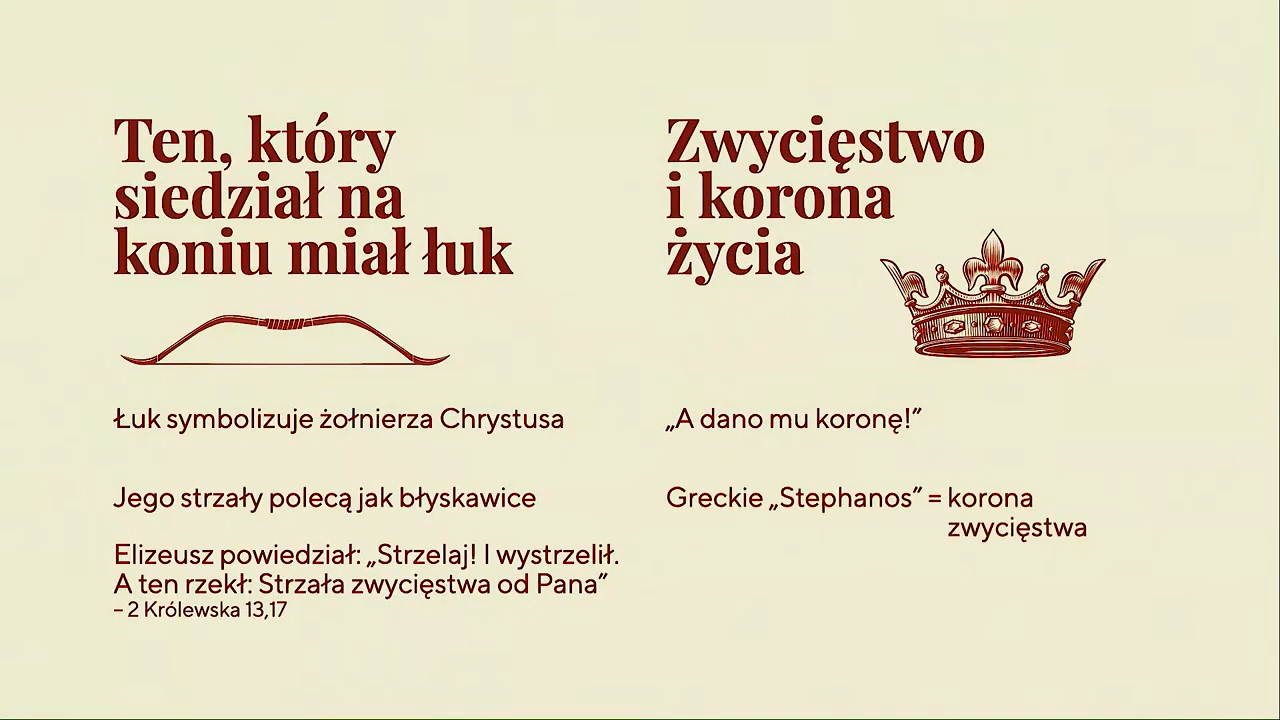 Ten, który
siedział na
koniu miał łuk
Łuk symbolizuje żołnierza Chrystusa
Jego strzały polecą jak błyskawice
Elizeusz powiedział: „Strzelaj! I wystrzelił.
A ten rzekł: Strzała zwycięstwa od Pana”
– 2 Królewska 13,17
Zwycięstwo
i korona
życia
„A dano mu koronę!”
Greckie „Stephanos” = korona
zwycięstwa